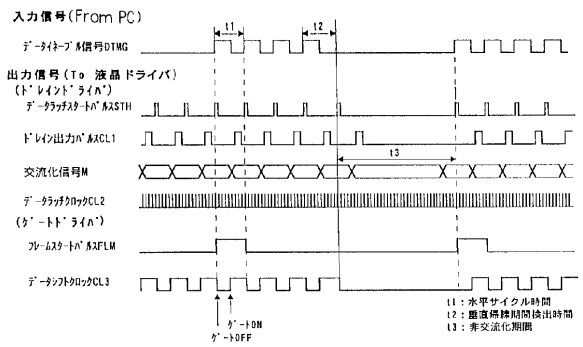 入力信号(From PC)
t1
t2
データイネーブル信号DTMG
出力信号(To 液晶ドライバ)
(ドレインドライバ)
データラッチスタートパルスSTH
ドレイン出力パルスCL1
t3
交流化信号M
データラッチクロックCL2
(ゲートドライバ)
フレームスタートパルスFLM
データシフトクロックCL3
ゲートON
ゲートOFF
t1:水平サイクル時間
t2:垂直帰線期間検出時間
t3:非交流化期間